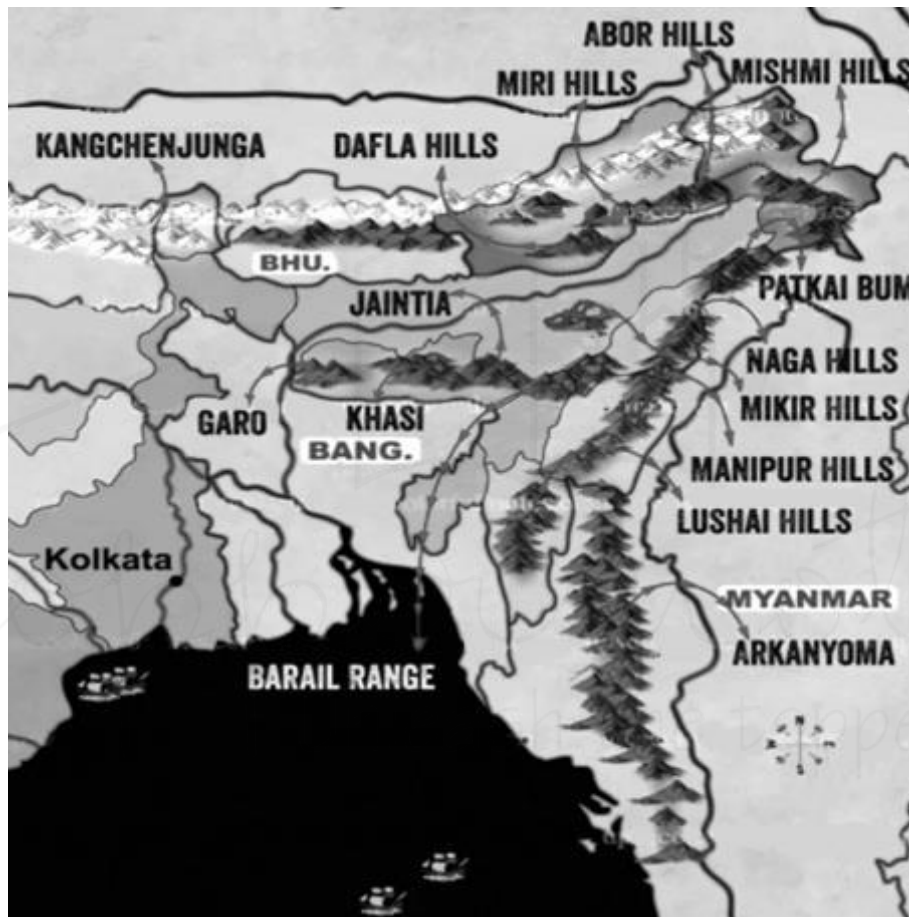 ABOR HILLS
MIRI HILLS
MISHMI HILLS
KANGCHENJUNGA
DAFLA HILLS
BHU.
JAINTIA
PATKAI BUM
NAGA HILLS
GARO
KHASI
MIKIR HILLS
BANG.
MANIPUR HILLS
LUSHAI HILLS
Kolkata
MYANMAR
ARKANYOMA
BARAIL RANGE
N
S